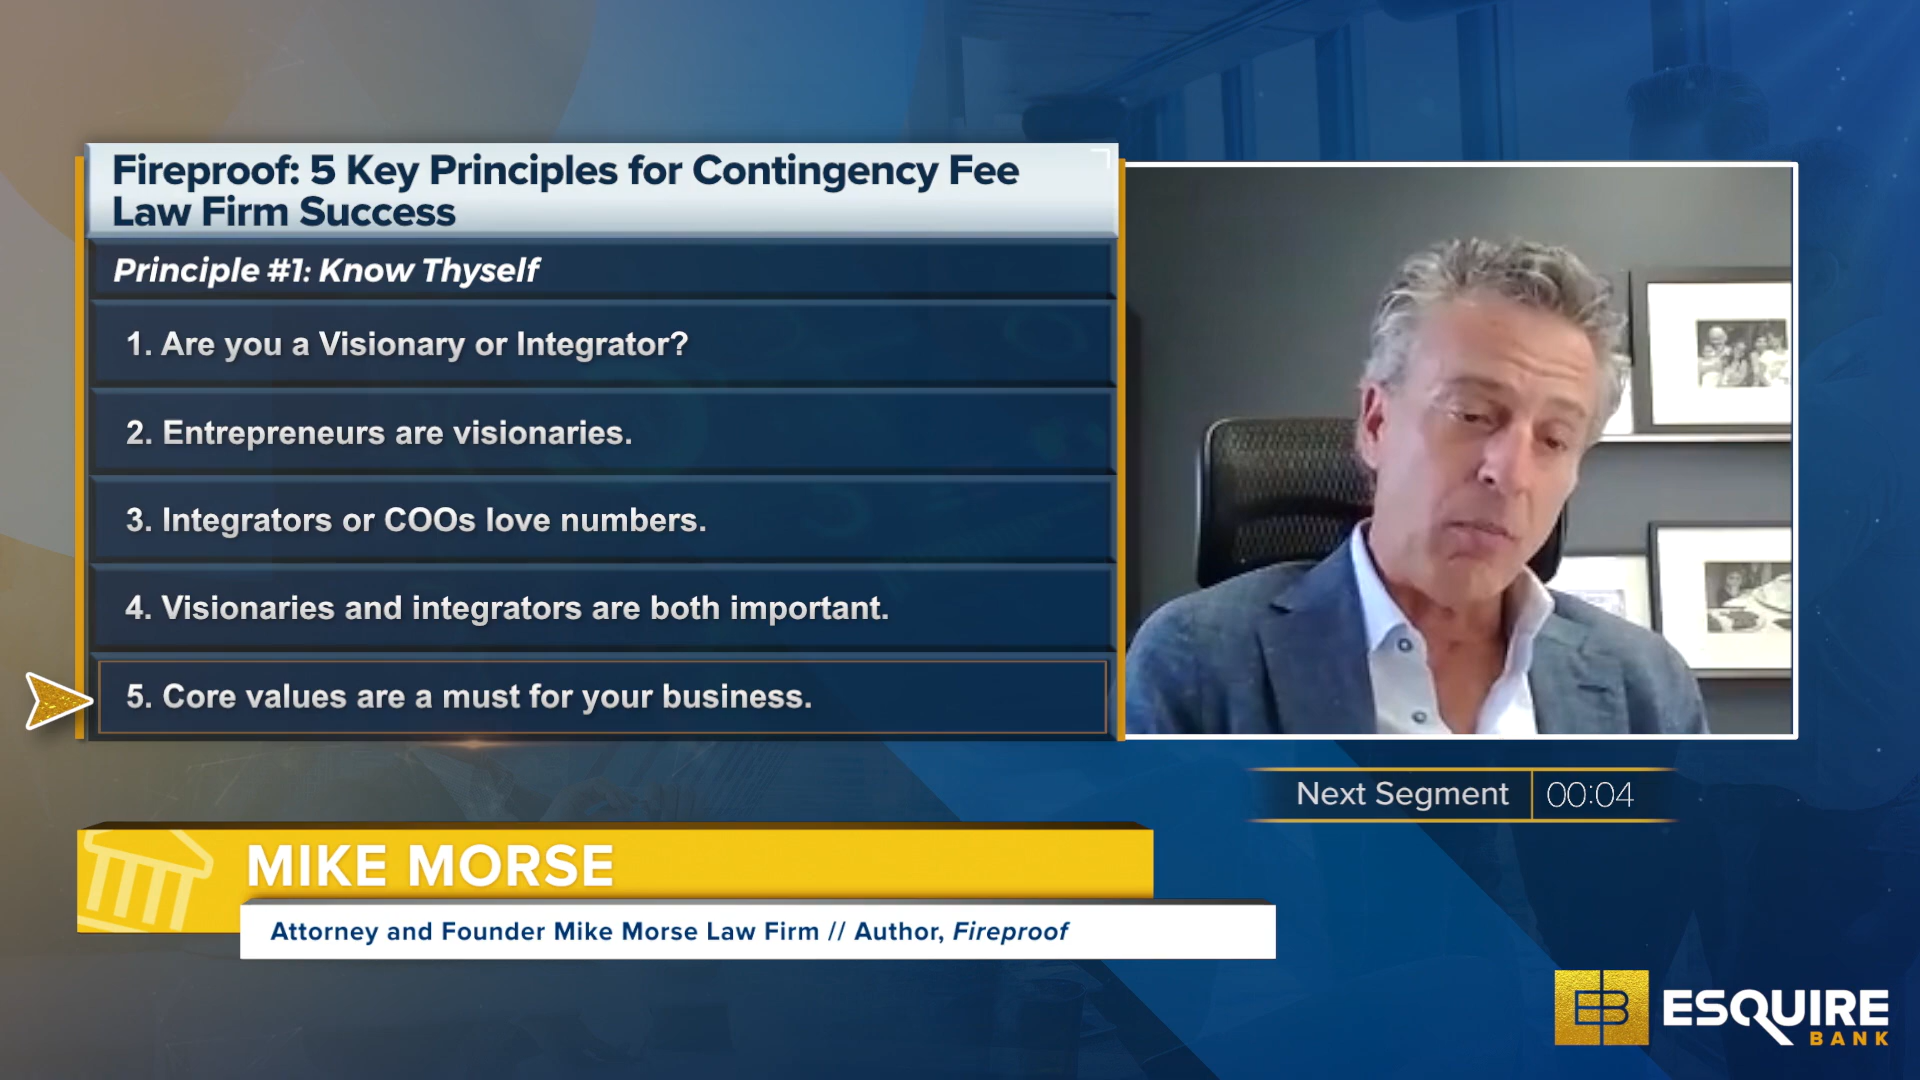 Fireproof: 5 Key Principles for Contingency Fee
Law Firm Success
Principle #1: Know Thyself
1. Are you a Visionary or Integrator?
2. Entrepreneurs are visionaries.
3. Integrators or COOs love numbers.
4. Visionaries and integrators are both important.
5. Core values are a must for your business.
Next Segment 00:04
MIKE MORSE
Attorney and Founder Mike Morse Law Firm // Author, Fireproof
EB ESQUIRE
BANK